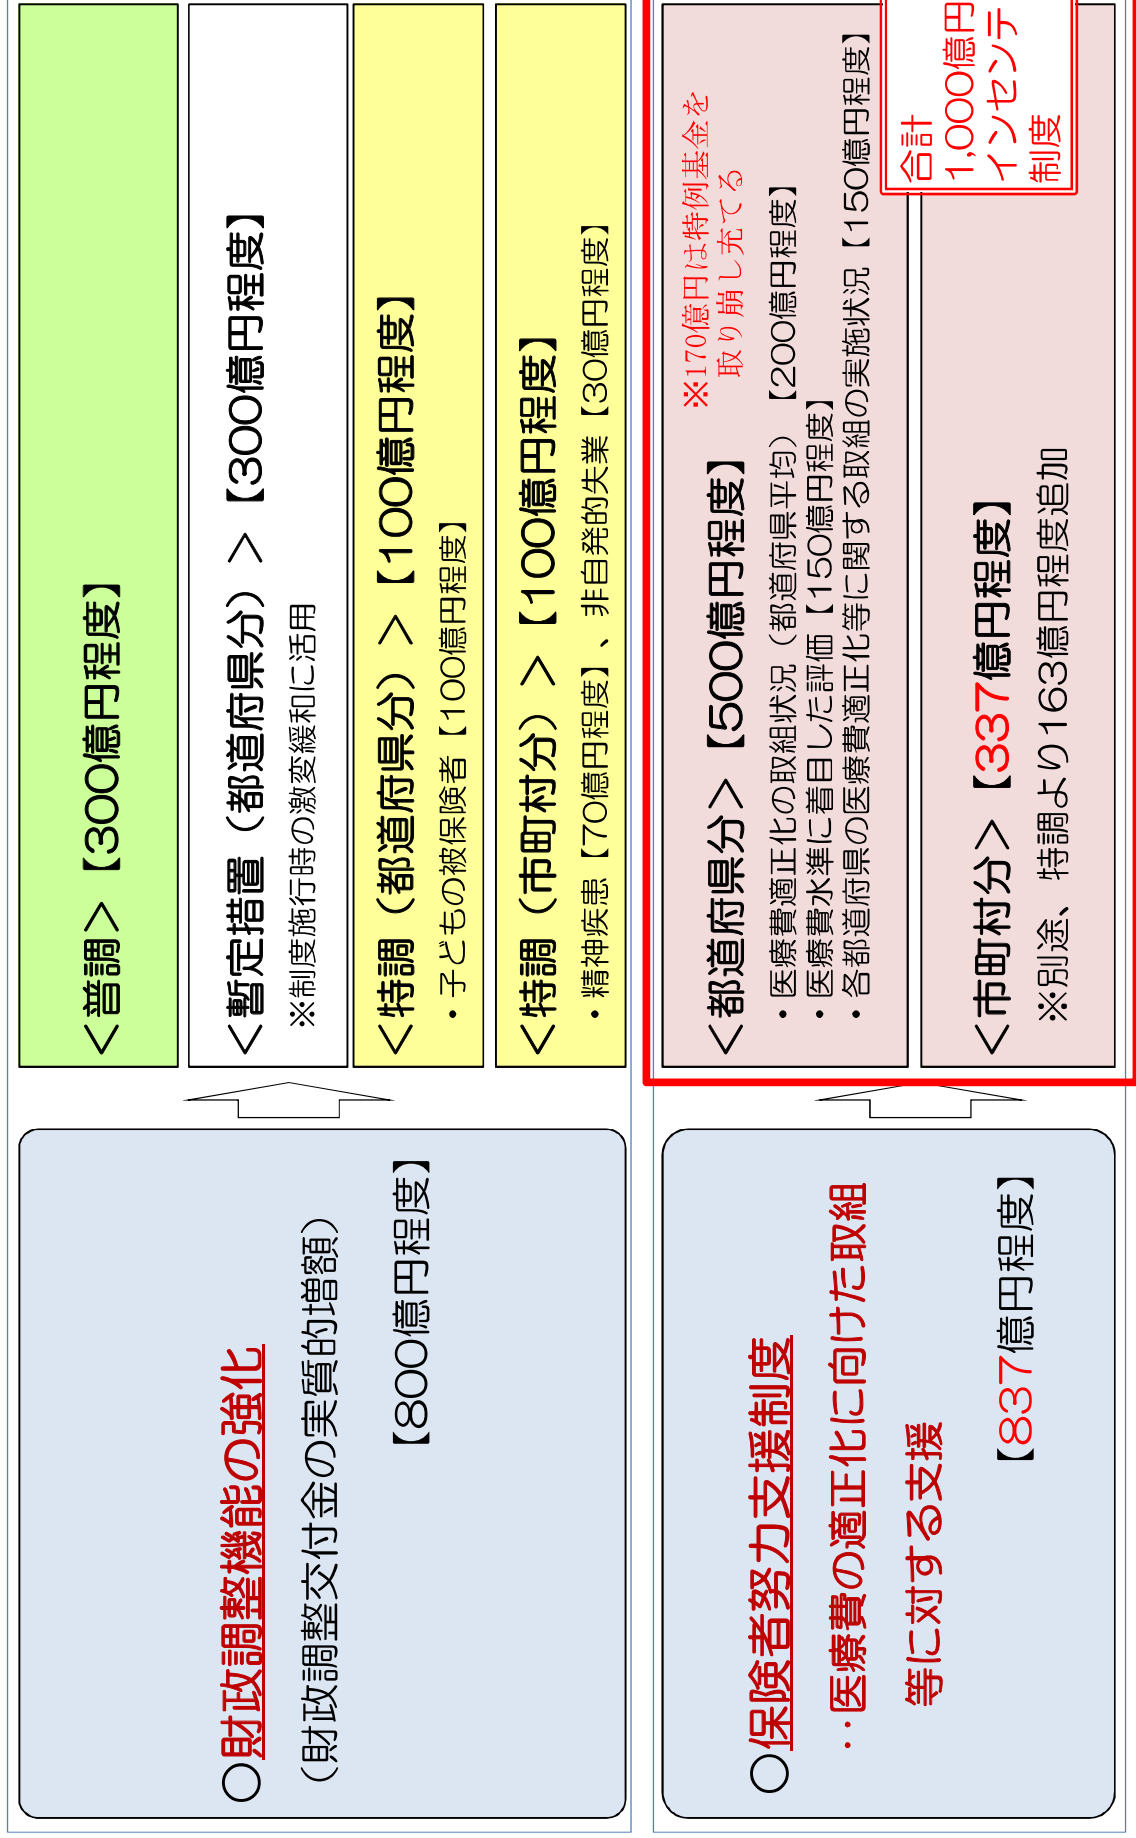 ○財政調整機能の強化
（財政調整交付金の実質的増額）
【800億円程度】
＜普調＞【300億円程度】
＜暫定措置（都道府県分）＞【300億円程度】
※制度施行時の激変緩和に活用
＜特調（都道府県分）＞【100億円程度】
・子どもの被保険者【100億円程度】
＜特調（市町村分）＞【100億円程度】
・精神疾患【70億円程度】、非自発的失業【30億円程度】
○保険者努力支援制度
‥医療費の適正化に向けた取組
等に対する支援
【837億円程度】
＜都道府県分＞【500億円程度】
※170億円は特例基金を
取り崩し充てる
・医療費適正化の取組状況（都道府県平均）【200億円程度】
・医療費水準に着目した評価【150億円程度】
・各都道府県の医療費適正化等に関する取組の実施状況【150億円程度】
＜市町村分＞【337億円程度】
※別途、特調より163億円程度追加
合計
1,000億円
インセンテ
制度